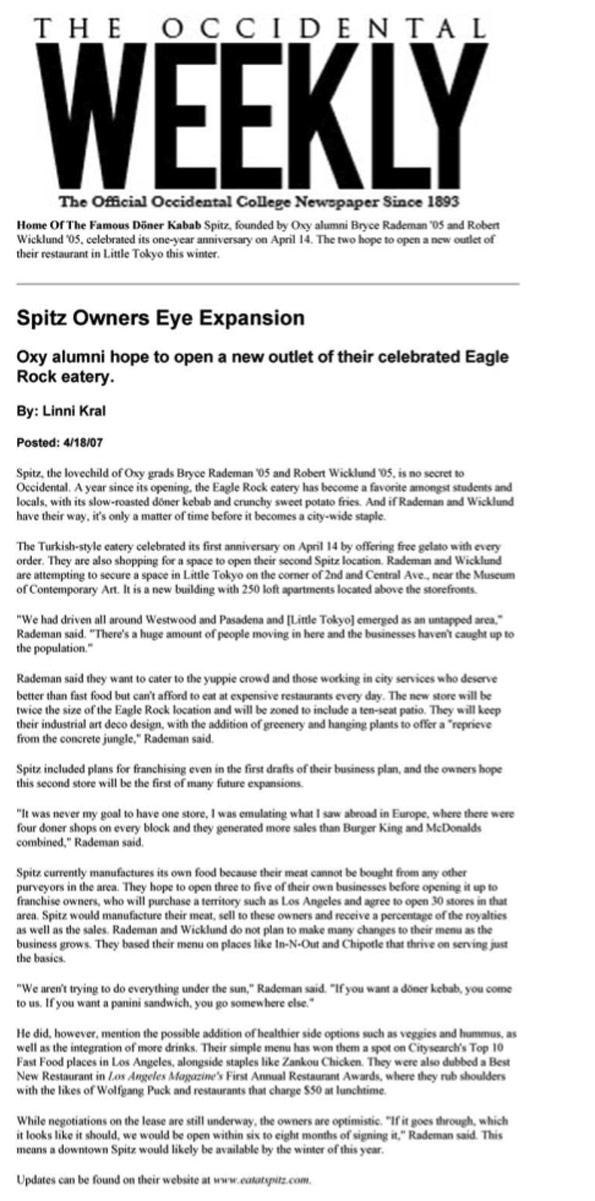 THE OCCIDENTAL
WEEKLY
The Official Occidental College Newspaper Since 1893
Home Of The Famous Döner Kabab Spitz, founded by Oxy alumni Bryce Rademan '05 and Robert
Wicklund '05, celebrated its one-year anniversary on April 14. The two hope to open a new outlet of
their restaurant in Little Tokyo this winter.
Spitz Owners Eye Expansion
Oxy alumni hope to open a new outlet of their celebrated Eagle
Rock eatery.
By: Linni Kral
Posted: 4/18/07
Spitz, the lovechild of Oxy grads Bryce Rademan '05 and Robert Wicklund '05, is no secret to
Occidental. A year since its opening, the Eagle Rock eatery has become a favorite amongst students and
locals, with its slow-roasted döner kebab and crunchy sweet potato fries. And if Rademan and Wicklund
have their way, it's only a matter of time before it becomes a city-wide staple.
The Turkish-style eatery celebrated its first anniversary on April 14 by offering free gelato with every
order. They are also shopping for a space to open their second Spitz location. Rademan and Wicklund
are attempting to secure a space in Little Tokyo on the corner of 2nd and Central Ave., near the Museum
of Contemporary Art. It is a new building with 250 loft apartments located above the storefronts.
"We had driven all around Westwood and Pasadena and [Little Tokyo] emerged as an untapped area,"
Rademan said. "There's a huge amount of people moving in here and the businesses haven't caught up to
the population."
Rademan said they want to cater to the yuppie crowd and those working in city services who deserve
better than fast food but can't afford to eat at expensive restaurants every day. The new store will be
twice the size of the Eagle Rock location and will be zoned to include a ten-seat patio. They will keep
their industrial art deco design, with the addition of greenery and hanging plants to offer a "reprieve
from the concrete jungle," Rademan said.
Spitz included plans for franchising even in the first drafts of their business plan, and the owners hope
this second store will be the first of many future expansions.
"It was never my goal to have one store, I was emulating what I saw abroad in Europe, where there were
four doner shops on every block and they generated more sales than Burger King and McDonalds
combined," Rademan said.
Spitz currently manufactures its own food because their meat cannot be bought from any other
purveyors in the area. They hope to open three to five of their own businesses before opening it up to
franchise owners, who will purchase a territory such as Los Angeles and agree to open 30 stores in that
area. Spitz would manufacture their meat, sell to these owners and receive a percentage of the royalties
as well as the sales. Rademan and Wicklund do not plan to make many changes to their menu as the
business grows. They based their menu on places like In-N-Out and Chipotle that thrive on serving just
the basics.
"We aren't trying to do everything under the sun," Rademan said. "If you want a döner kebab, you come
to us. If you want a panini sandwich, you go somewhere else."
He did, however, mention the possible addition of healthier side options such as veggies and hummus, as
well as the integration of more drinks. Their simple menu has won them a spot on Citysearch's Top 10
Fast Food places in Los Angeles, alongside staples like Zankou Chicken. They were also dubbed a Best
New Restaurant in Los Angeles Magazine's First Annual Restaurant Awards, where they rub shoulders
with the likes of Wolfgang Puck and restaurants that charge $50 at lunchtime.
While negotiations on the lease are still underway, the owners are optimistic. "If it goes through, which
it looks like it should, we would be open within six to eight months of signing it," Rademan said. This
means a downtown Spitz would likely be available by the winter of this year.
Updates can be found on their website at www.eatatspitz.com.